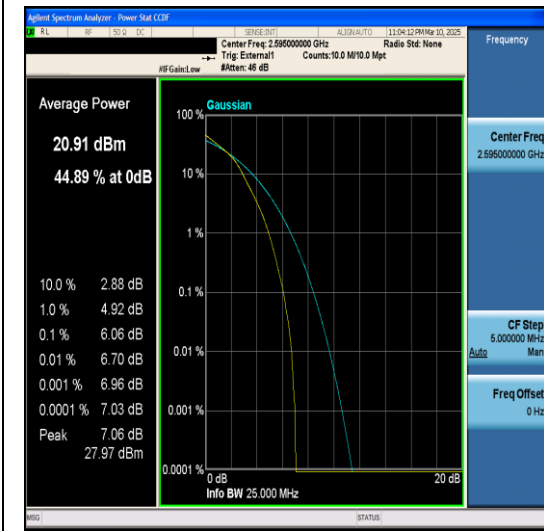 Agilent Spectrum Analyzer - Power Stat CCDF
RL RF 50 Ω DC SENSE:INT ALIGNAUTO 11:04:12 PM Mar 10, 2025
Center Freq: 2.595000000 GHz Radio Std: None
Trig: External1 Counts:10.0 M/10.0 Mpt
#IFGain:Low #Atten: 46 dB
Frequency
Center Freq
2.595000000 GHz
CF Step
5.000000 MHz
Auto Man
Freq Offset
0 Hz
Average Power
20.91 dBm
44.89 % at 0dB
10.0 % 2.88 dB
1.0 % 4.92 dB
0.1 % 6.06 dB
0.01 % 6.70 dB
0.001 % 6.96 dB
0.0001 % 7.03 dB
Peak 7.06 dB
27.97 dBm
Gaussian
100 %
10 %
1 %
0.1 %
0.01 %
0.001 %
0.0001 %
0 dB 20 dB
Info BW 25.000 MHz
MSG STATUS